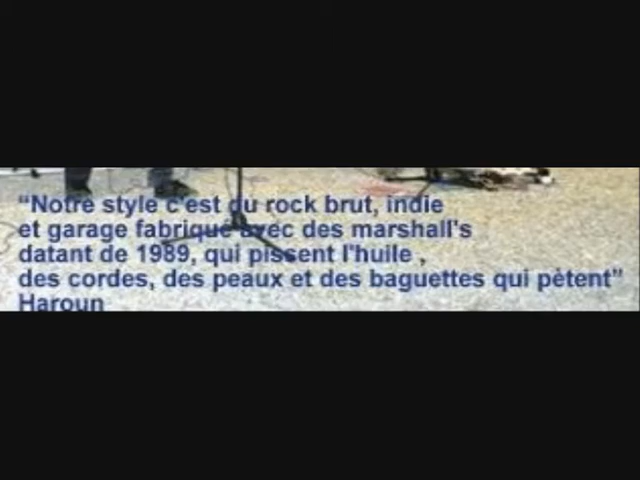 “Notre style c'est du rock brut, indie
et garage fabriqué avec des marshall's
datant de 1989, qui pissent l'huile ,
des cordes, des peaux et des baguettes qui pètent”
Haroun